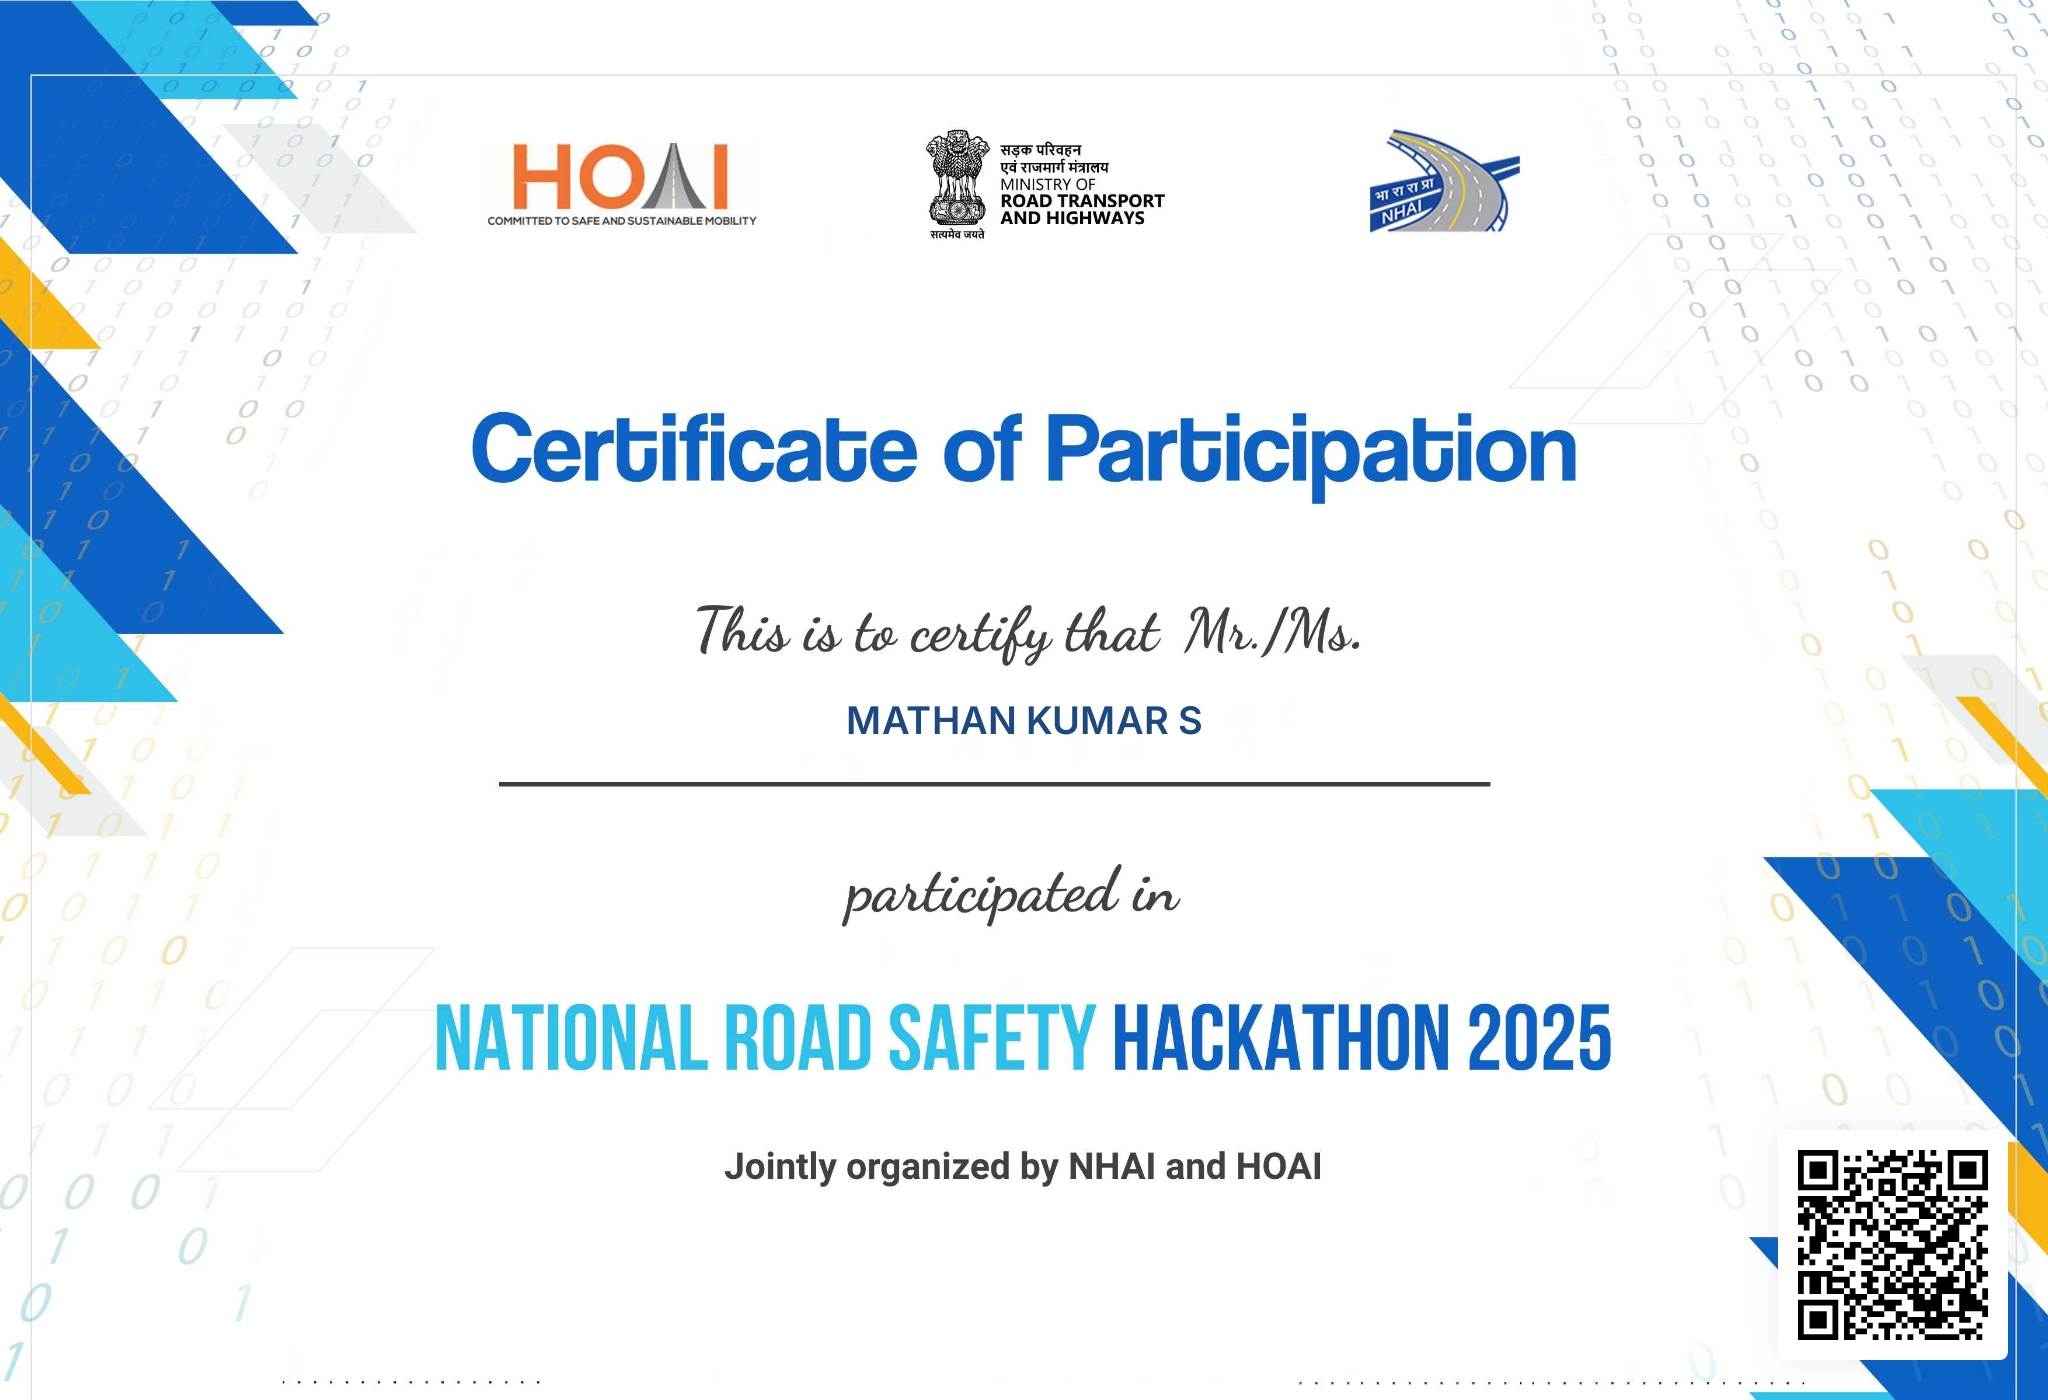 HOAI
COMMITTED TO SAFE AND SUSTAINABLE MOBILITY
सड़क परिवहन
एवं राजमार्ग मंत्रालय
MINISTRY OF
ROAD TRANSPORT
AND HIGHWAYS
सत्यमेव जयते
भा रा रा प्रा
NHAI
Certificate of Participation
This is to certify that Mr./Ms.
MATHAN KUMAR S
participated in
NATIONAL ROAD SAFETY HACKATHON 2025
Jointly organized by NHAI and HOAI